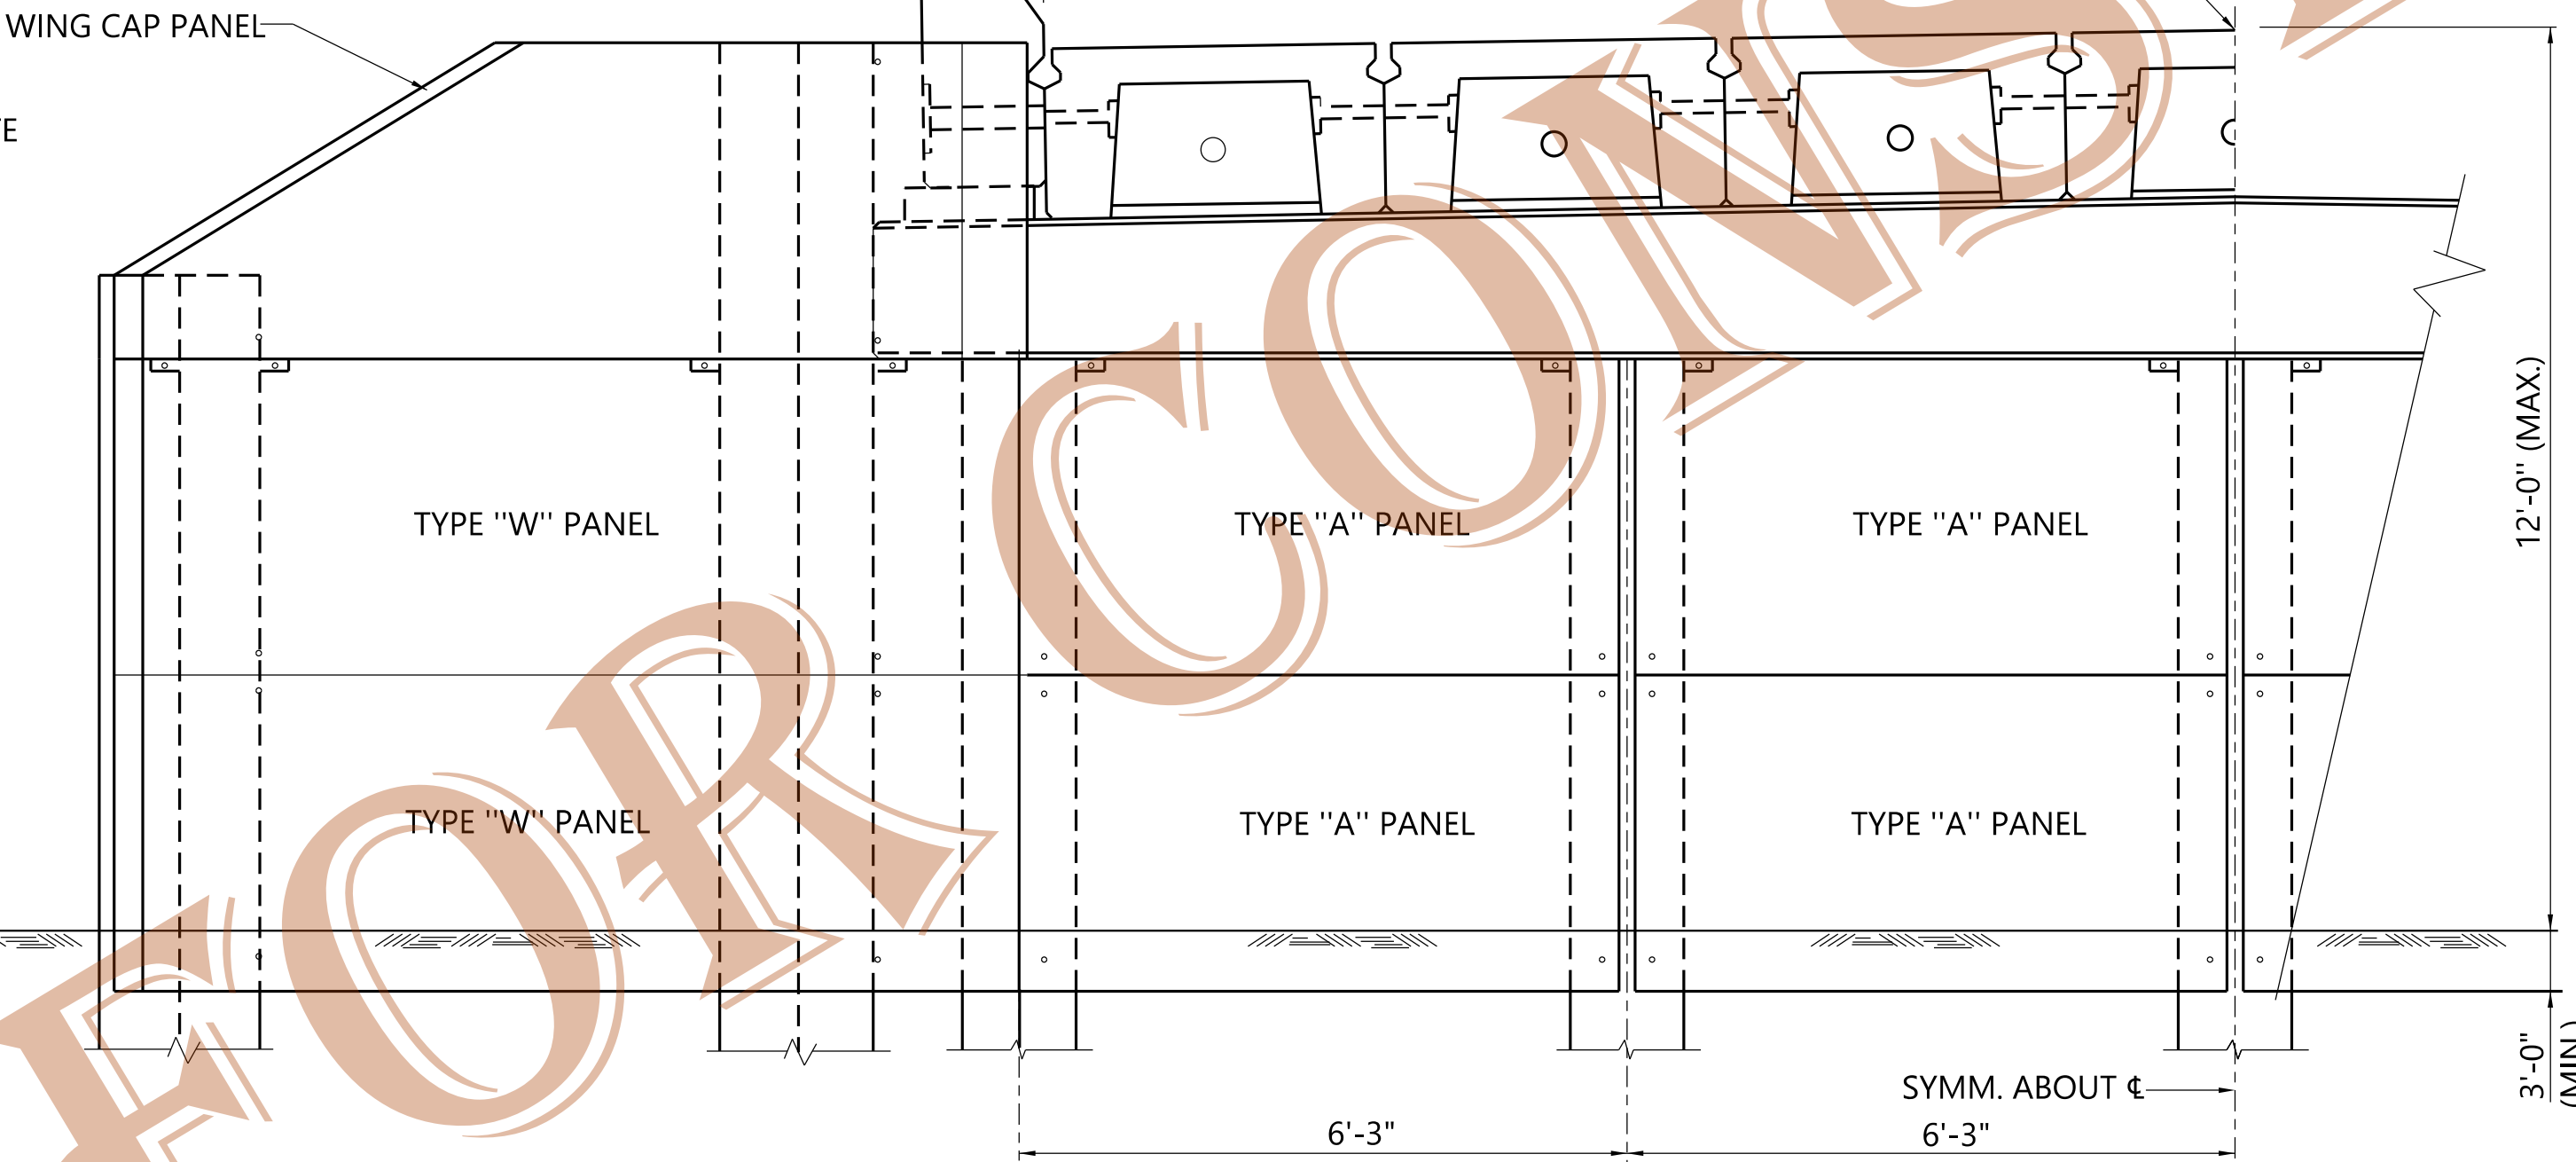 WING CAP PANEL
TYPE "W" PANEL
TYPE "A" PANEL
TYPE "A" PANEL
12'-0" (MAX.)
TYPE "W" PANEL
TYPE "A" PANEL
TYPE "A" PANEL
3'-0"
(MIN.)
SYMM. ABOUT ℄
6'-3"
6'-3"
FOR CONS